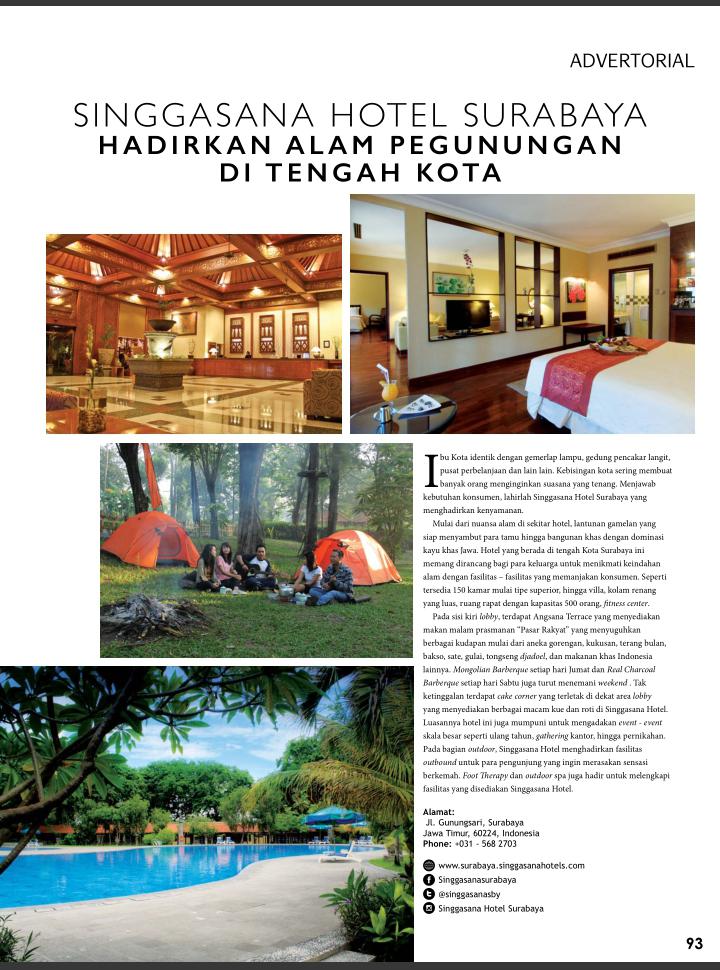 ADVERTORIAL
SINGGASANA HOTEL SURABAYA
HADIRKAN ALAM PEGUNUNGAN
DI TENGAH KOTA
Ibu Kota identik dengan gemerlap lampu, gedung pencakar langit,
pusat perbelanjaan dan lain lain. Kebisingan kota sering membuat
banyak orang menginginkan suasana yang tenang. Menjawab
kebutuhan konsumen, lahirlah Singgasana Hotel Surabaya yang
menghadirkan kenyamanan.
Mulai dari nuansa alam di sekitar hotel, lantunan gamelan yang
siap menyambut para tamu hingga bangunan khas dengan dominasi
kayu khas Jawa. Hotel yang berada di tengah Kota Surabaya ini
memang dirancang bagi para keluarga untuk menikmati keindahan
alam dengan fasilitas – fasilitas yang memanjakan konsumen. Seperti
tersedia 150 kamar mulai tipe superior, hingga villa, kolam renang
yang luas, ruang rapat dengan kapasitas 500 orang, fitness center.
Pada sisi kiri lobby, terdapat Angsana Terrace yang menyediakan
makan malam prasmanan “Pasar Rakyat” yang menyuguhkan
berbagai kudapan mulai dari aneka gorengan, kukusan, terang bulan,
bakso, sate, gulai, tongseng djadoel, dan makanan khas Indonesia
lainnya. Mongolian Barberque setiap hari Jumat dan Real Charcoal
Barberque setiap hari Sabtu juga turut menemani weekend . Tak
ketinggalan terdapat cake corner yang terletak di dekat area lobby
yang menyediakan berbagai macam kue dan roti di Singgasana Hotel.
Luasannya hotel ini juga mumpuni untuk mengadakan event - event
skala besar seperti ulang tahun, gathering kantor, hingga pernikahan.
Pada bagian outdoor, Singgasana Hotel menghadirkan fasilitas
outbound untuk para pengunjung yang ingin merasakan sensasi
berkemah. Foot Therapy dan outdoor spa juga hadir untuk melengkapi
fasilitas yang disediakan Singgasana Hotel.
Alamat:
Jl. Gunungsari, Surabaya
Jawa Timur, 60224, Indonesia
Phone: +031 - 568 2703
www.surabaya.singgasanahotels.com
Singgasanasurabaya
@singgasanasby
Singgasana Hotel Surabaya
93